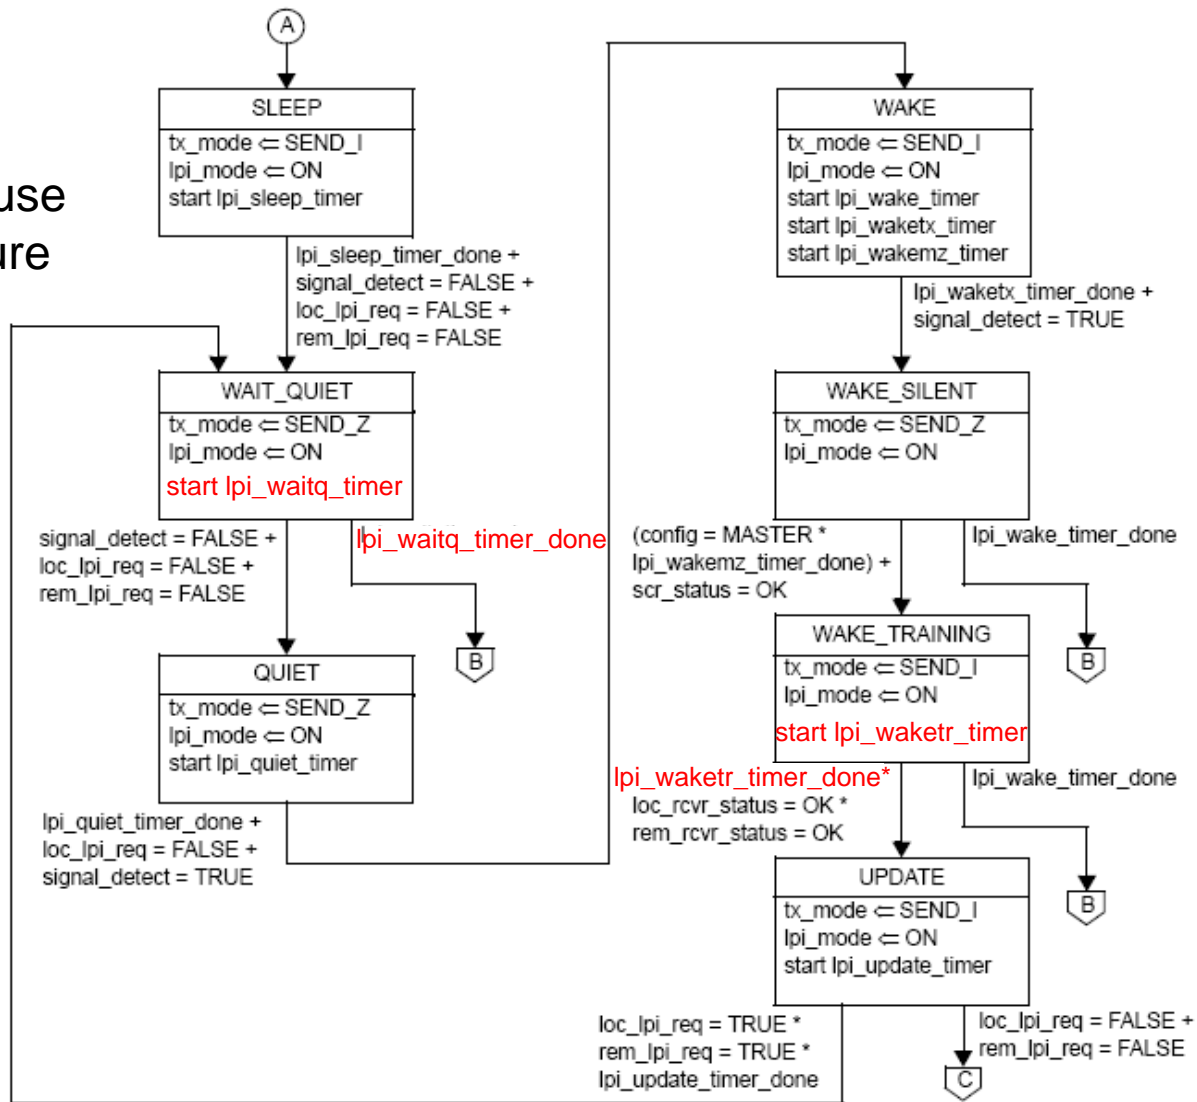 A
SLEEP
tx_mode ⇐ SEND_I
lpi_mode ⇐ ON
start lpi_sleep_timer
use
ure
lpi_sleep_timer_done +
signal_detect = FALSE +
loc_lpi_req = FALSE +
rem_lpi_req = FALSE
WAIT_QUIET
tx_mode ⇐ SEND_Z
lpi_mode ⇐ ON
start lpi_waitq_timer
signal_detect = FALSE +
loc_lpi_req = FALSE +
rem_lpi_req = FALSE
lpi_waitq_timer_done
B
QUIET
tx_mode ⇐ SEND_Z
lpi_mode ⇐ ON
start lpi_quiet_timer
lpi_quiet_timer_done +
loc_lpi_req = FALSE +
signal_detect = TRUE
WAKE
tx_mode ⇐ SEND_I
lpi_mode ⇐ ON
start lpi_wake_timer
start lpi_waketx_timer
start lpi_wakemz_timer
lpi_waketx_timer_done +
signal_detect = TRUE
WAKE_SILENT
tx_mode ⇐ SEND_Z
lpi_mode ⇐ ON
(config = MASTER *
lpi_wakemz_timer_done) +
scr_status = OK
lpi_wake_timer_done
B
WAKE_TRAINING
tx_mode ⇐ SEND_I
lpi_mode ⇐ ON
start lpi_waketr_timer
lpi_waketr_timer_done*
loc_rcvr_status = OK *
rem_rcvr_status = OK
lpi_wake_timer_done
B
UPDATE
tx_mode ⇐ SEND_I
lpi_mode ⇐ ON
start lpi_update_timer
loc_lpi_req = TRUE *
rem_lpi_req = TRUE *
lpi_update_timer_done
loc_lpi_req = FALSE +
rem_lpi_req = FALSE
C